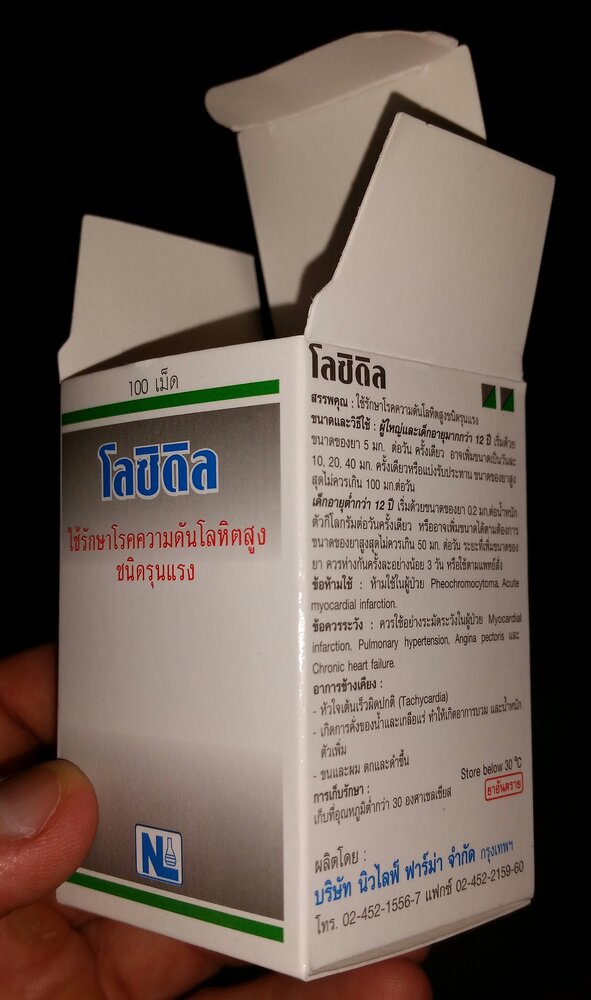 100 เม็ด
โลซิดิล
ใช้รักษาโรคความดันโลหิตสูง
ชนิดรุนแรง
NL
โลซิดิล
สรรพคุณ : ใช้รักษาโรคความดันโลหิตสูงชนิดรุนแรง
ขนาดและวิธีใช้ : ผู้ใหญ่และเด็กอายุมากกว่า 12 ปี เริ่มด้วย
ขนาดของยา 5 มก. ต่อวัน ครั้งเดียว อาจเพิ่มขนาดเป็นวันละ
10, 20, 40 มก. ครั้งเดียวหรือแบ่งรับประทาน ขนาดของยาสูง
สุดไม่ควรเกิน 100 มก.ต่อวัน
เด็กอายุต่ำกว่า 12 ปี เริ่มด้วยขนาดของยา 0.2 มก.ต่อน้ำหนัก
ตัวกิโลกรัมต่อวันครั้งเดียว หรืออาจเพิ่มขนาดได้ตามต้องการ
ขนาดของยาสูงสุดไม่ควรเกิน 50 มก. ต่อวัน ระยะที่เพิ่มขนาดของ
ยา ควรห่างกันครั้งละอย่างน้อย 3 วัน หรือใช้ตามแพทย์สั่ง
ข้อห้ามใช้ : ห้ามใช้ในผู้ป่วย Pheochromocytoma, Acute
myocardial infarction.
ข้อควรระวัง : ควรใช้อย่างระมัดระวังในผู้ป่วย Myocardial
infarction, Pulmonary hypertension, Angina pectoris และ
Chronic heart failure.
อาการข้างเคียง :
- หัวใจเต้นเร็วผิดปกติ (Tachycardia)
- เกิดการคั่งของน้ำและเกลือแร่ ทำให้เกิดอาการบวม และน้ำหนัก
ตัวเพิ่ม
- ขนและผม ดกและดำขึ้น
การเก็บรักษา : Store below 30 °C
เก็บที่อุณหภูมิต่ำกว่า 30 องศาเซลเซียส ยาอันตราย
ผลิตโดย :
บริษัท นิวไลฟ์ ฟาร์ม่า จำกัด กรุงเทพฯ
โทร. 02-452-1556-7 แฟกซ์ 02-452-2159-60